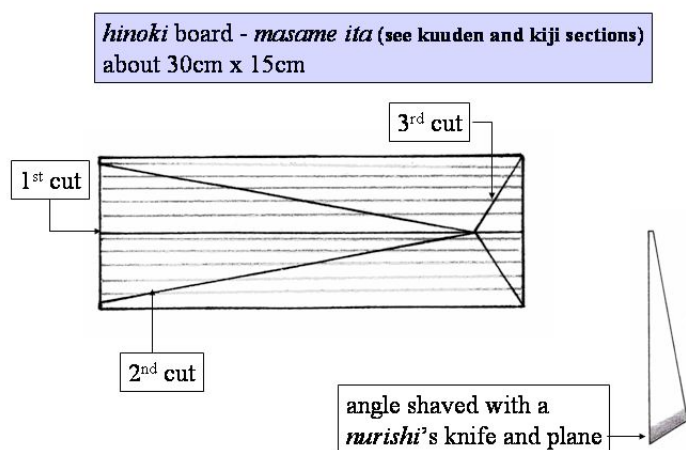 hinoki board - masame ita (see kuuden and kiji sections)
about 30cm x 15cm
3rd cut
1st cut
2nd cut
angle shaved with a
nurishi's knife and plane